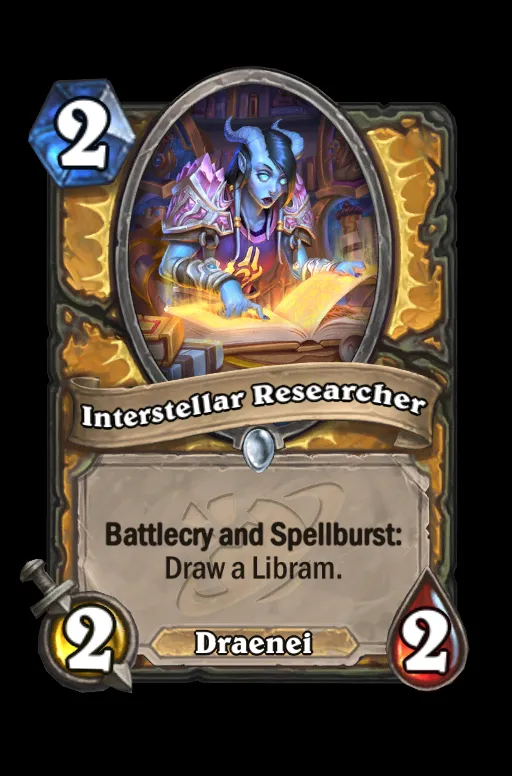 2
Interstellar Researcher
Battlecry and Spellburst:
Draw a Libram.
2
Draenei
2